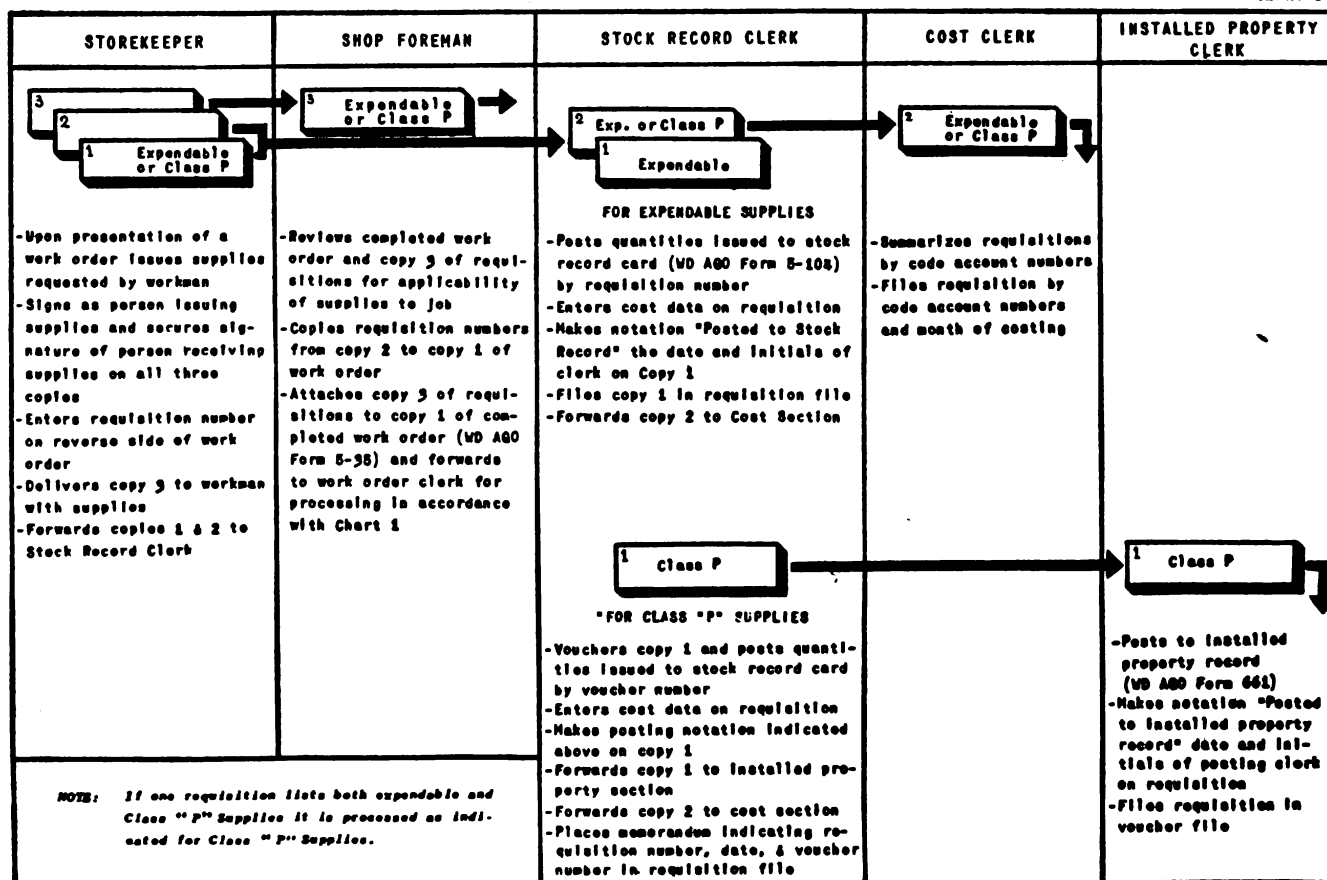 STOREKEEPER
SHOP FOREMAN
STOCK RECORD CLERK
COST CLERK
INSTALLED PROPERTY
CLERK
3
2
1 Expendable
or Class P
3 Expendable
or Class P
2 Exp. or Class P
1 Expendable
2 Expendable
or Class P
-Upon presentation of a
work order issues supplies
requested by workman
-Signs as person issuing
supplies and secures sig-
nature of person receiving
supplies on all three
copies
-Enters requisition number
on reverse side of work
order
-Delivers copy 3 to workman
with supplies
-Forwards copies 1 & 2 to
Stock Record Clerk
-Reviews completed work
order and copy 3 of requi-
sitions for applicability
of supplies to job
-Copies requisition numbers
from copy 2 to copy 1 of
work order
-Attaches copy 3 of requi-
sitions to copy 1 of com-
pleted work order (WD AGO
Form 5-35) and forwards
to work order clerk for
processing in accordance
with Chart 1
FOR EXPENDABLE SUPPLIES
-Posts quantities issued to stock
record card (WD AGO Form 5-105)
by requisition number
-Enters cost data on requisition
-Makes notation "Posted to Stock
Record" the date and initials of
clerk on Copy 1
-Files copy 1 in requisition file
-Forwards copy 2 to Cost Section
-Summarizes requisitions
by code account numbers
-Files requisition by
code account numbers
and month of costing
1 Class P
1 Class P
"FOR CLASS "P" SUPPLIES
-Vouchers copy 1 and posts quanti-
ties issued to stock record card
by voucher number
-Enters cost data on requisition
-Makes posting notation indicated
above on copy 1
-Forwards copy 1 to installed pro-
perty section
-Forwards copy 2 to cost section
-Places memorandum indicating re-
quisition number, date, & voucher
number in requisition file
-Posts to installed
property record
(WD AGO Form 661)
-Makes notation "Posted
to installed property
record" date and ini-
tials of posting clerk
on requisition
-Files requisition in
voucher file
NOTE: If one requisition lists both expendable and
Class "P" Supplies it is processed as indi-
cated for Class "P" Supplies.